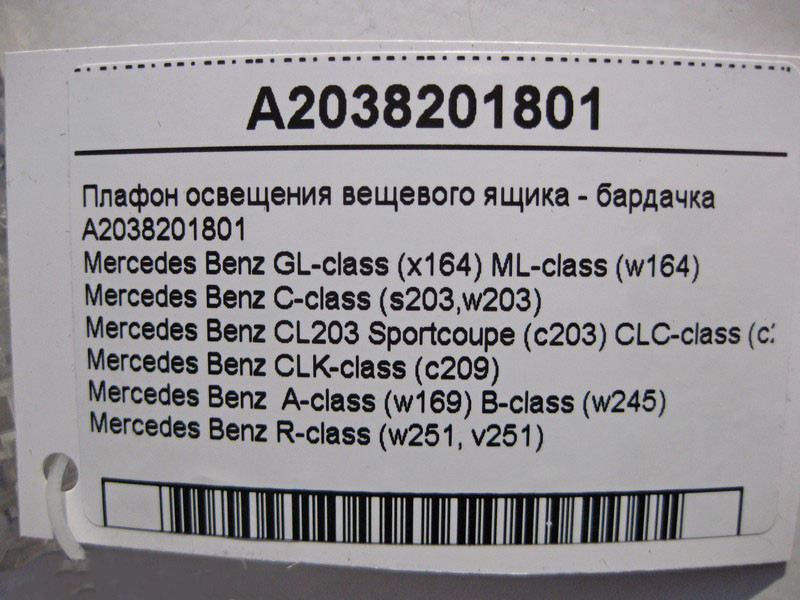 A2038201801
Плафон освещения вещевого ящика - бардачка
A2038201801
Mercedes Benz GL-class (x164) ML-class (w164)
Mercedes Benz C-class (s203,w203)
Mercedes Benz CL203 Sportcoupe (c203) CLC-class
Mercedes Benz CLK-class (c209)
Mercedes Benz A-class (w169) B-class (w245)
Mercedes Benz R-class (w251, v251)